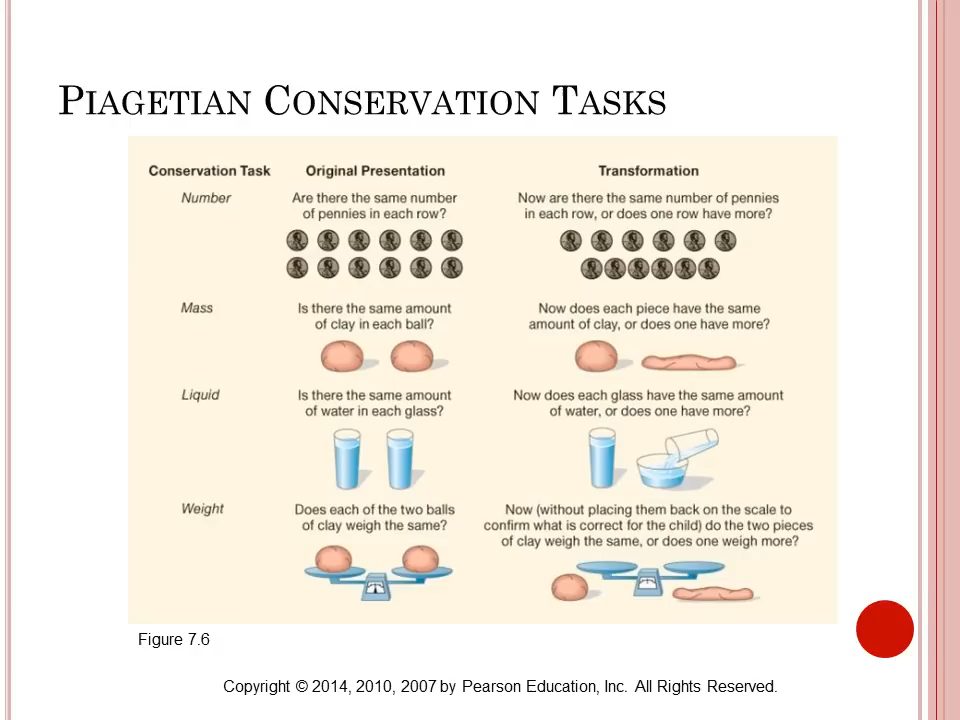 PIAGETIAN CONSERVATION TASKS
Conservation Task Original Presentation Transformation
Number
Are there the same number
of pennies in each row?
Now are there the same number of pennies
in each row, or does one row have more?
Mass
Is there the same amount
of clay in each ball?
Now does each piece have the same
amount of clay, or does one have more?
Liquid
Is there the same amount
of water in each glass?
Now does each glass have the same amount
of water, or does one have more?
Weight
Does each of the two balls
of clay weigh the same?
Now (without placing them back on the scale to
confirm what is correct for the child) do the two pieces
of clay weigh the same, or does one weigh more?
Figure 7.6
Copyright © 2014, 2010, 2007 by Pearson Education, Inc. All Rights Reserved.